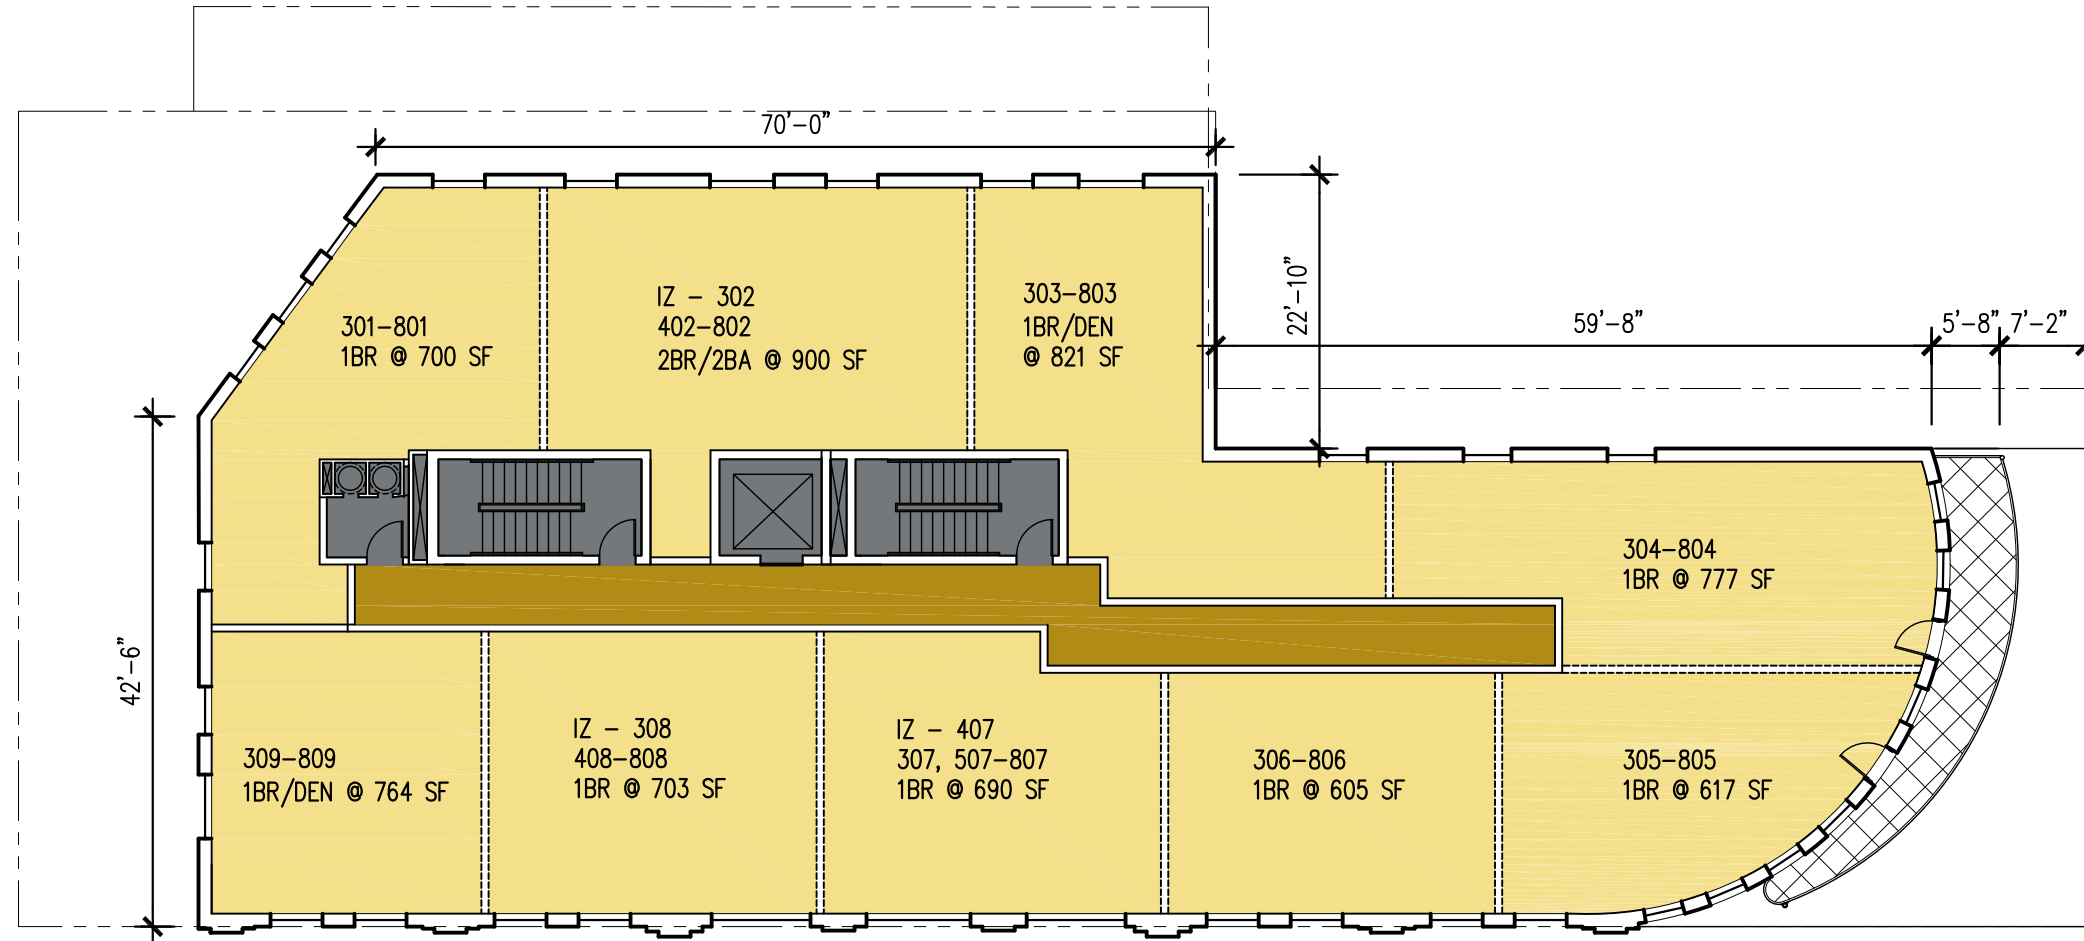 70'-0"
22'-10"
59'-8"
5'-8"
7'-2"
42'-6"
301-801
1BR @ 700 SF
IZ - 302
402-802
2BR/2BA @ 900 SF
303-803
1BR/DEN
@ 821 SF
304-804
1BR @ 777 SF
309-809
1BR/DEN @ 764 SF
IZ - 308
408-808
1BR @ 703 SF
IZ - 407
307, 507-807
1BR @ 690 SF
306-806
1BR @ 605 SF
305-805
1BR @ 617 SF